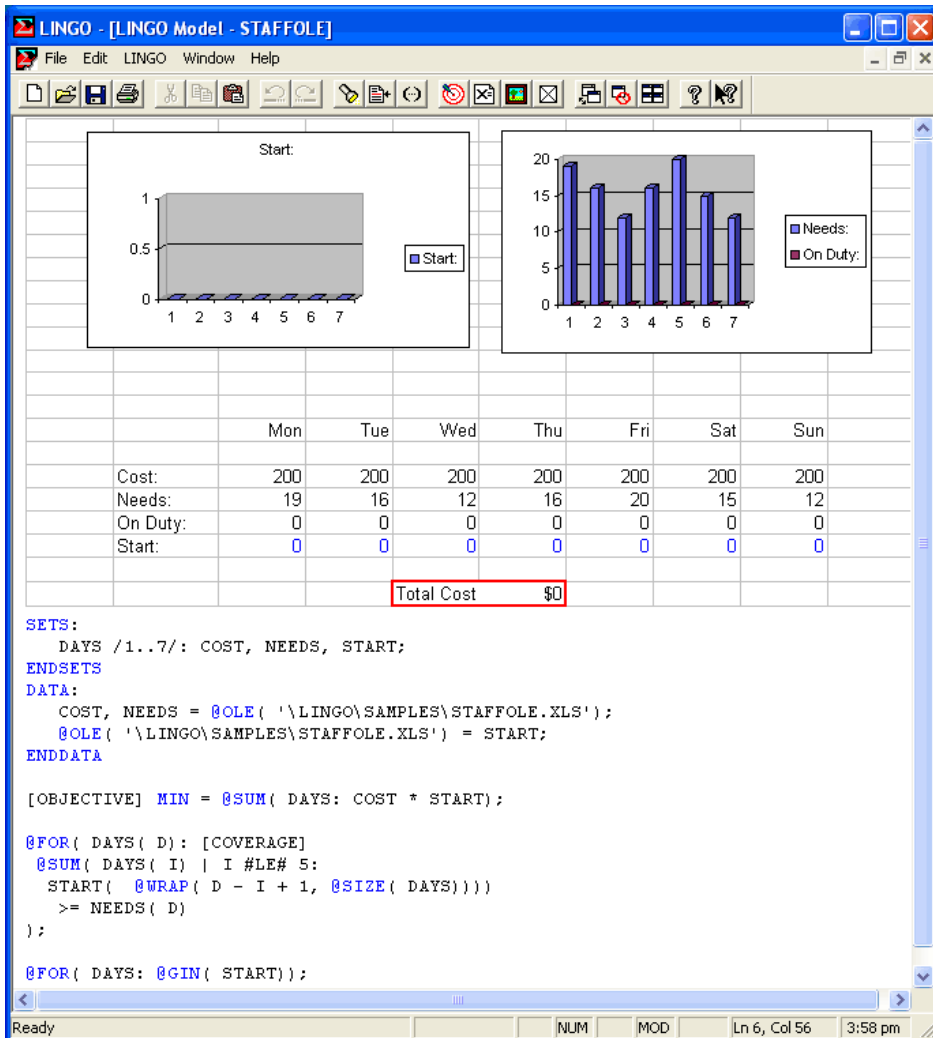 LINGO - [LINGO Model - STAFFOLE]
File Edit LINGO Window Help
Start:
1
0.5
0
1 2 3 4 5 6 7
Start:
20
15
10
5
0
1 2 3 4 5 6 7
Needs:
On Duty:
Mon Tue Wed Thu Fri Sat Sun
Cost: 200 200 200 200 200 200 200
Needs: 19 16 12 16 20 15 12
On Duty: 0 0 0 0 0 0 0
Start: 0 0 0 0 0 0 0
Total Cost $0
SETS:
DAYS /1..7/: COST, NEEDS, START;
ENDSETS
DATA:
COST, NEEDS = @OLE( '\LINGO\SAMPLES\STAFFOLE.XLS');
@OLE( '\LINGO\SAMPLES\STAFFOLE.XLS') = START;
ENDDATA
[OBJECTIVE] MIN = @SUM( DAYS: COST * START);
@FOR( DAYS( D): [COVERAGE]
@SUM( DAYS( I) | I #LE# 5:
START( @WRAP( D - I + 1, @SIZE( DAYS))))
>= NEEDS( D)
);
@FOR( DAYS: @GIN( START));
Ready NUM MOD Ln 6, Col 56 3:58 pm